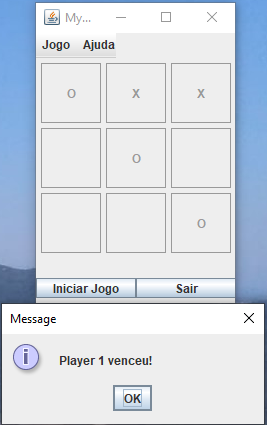 My...
Jogo Ajuda
O X X
O
O
Iniciar Jogo Sair
Message
Player 1 venceu!
OK